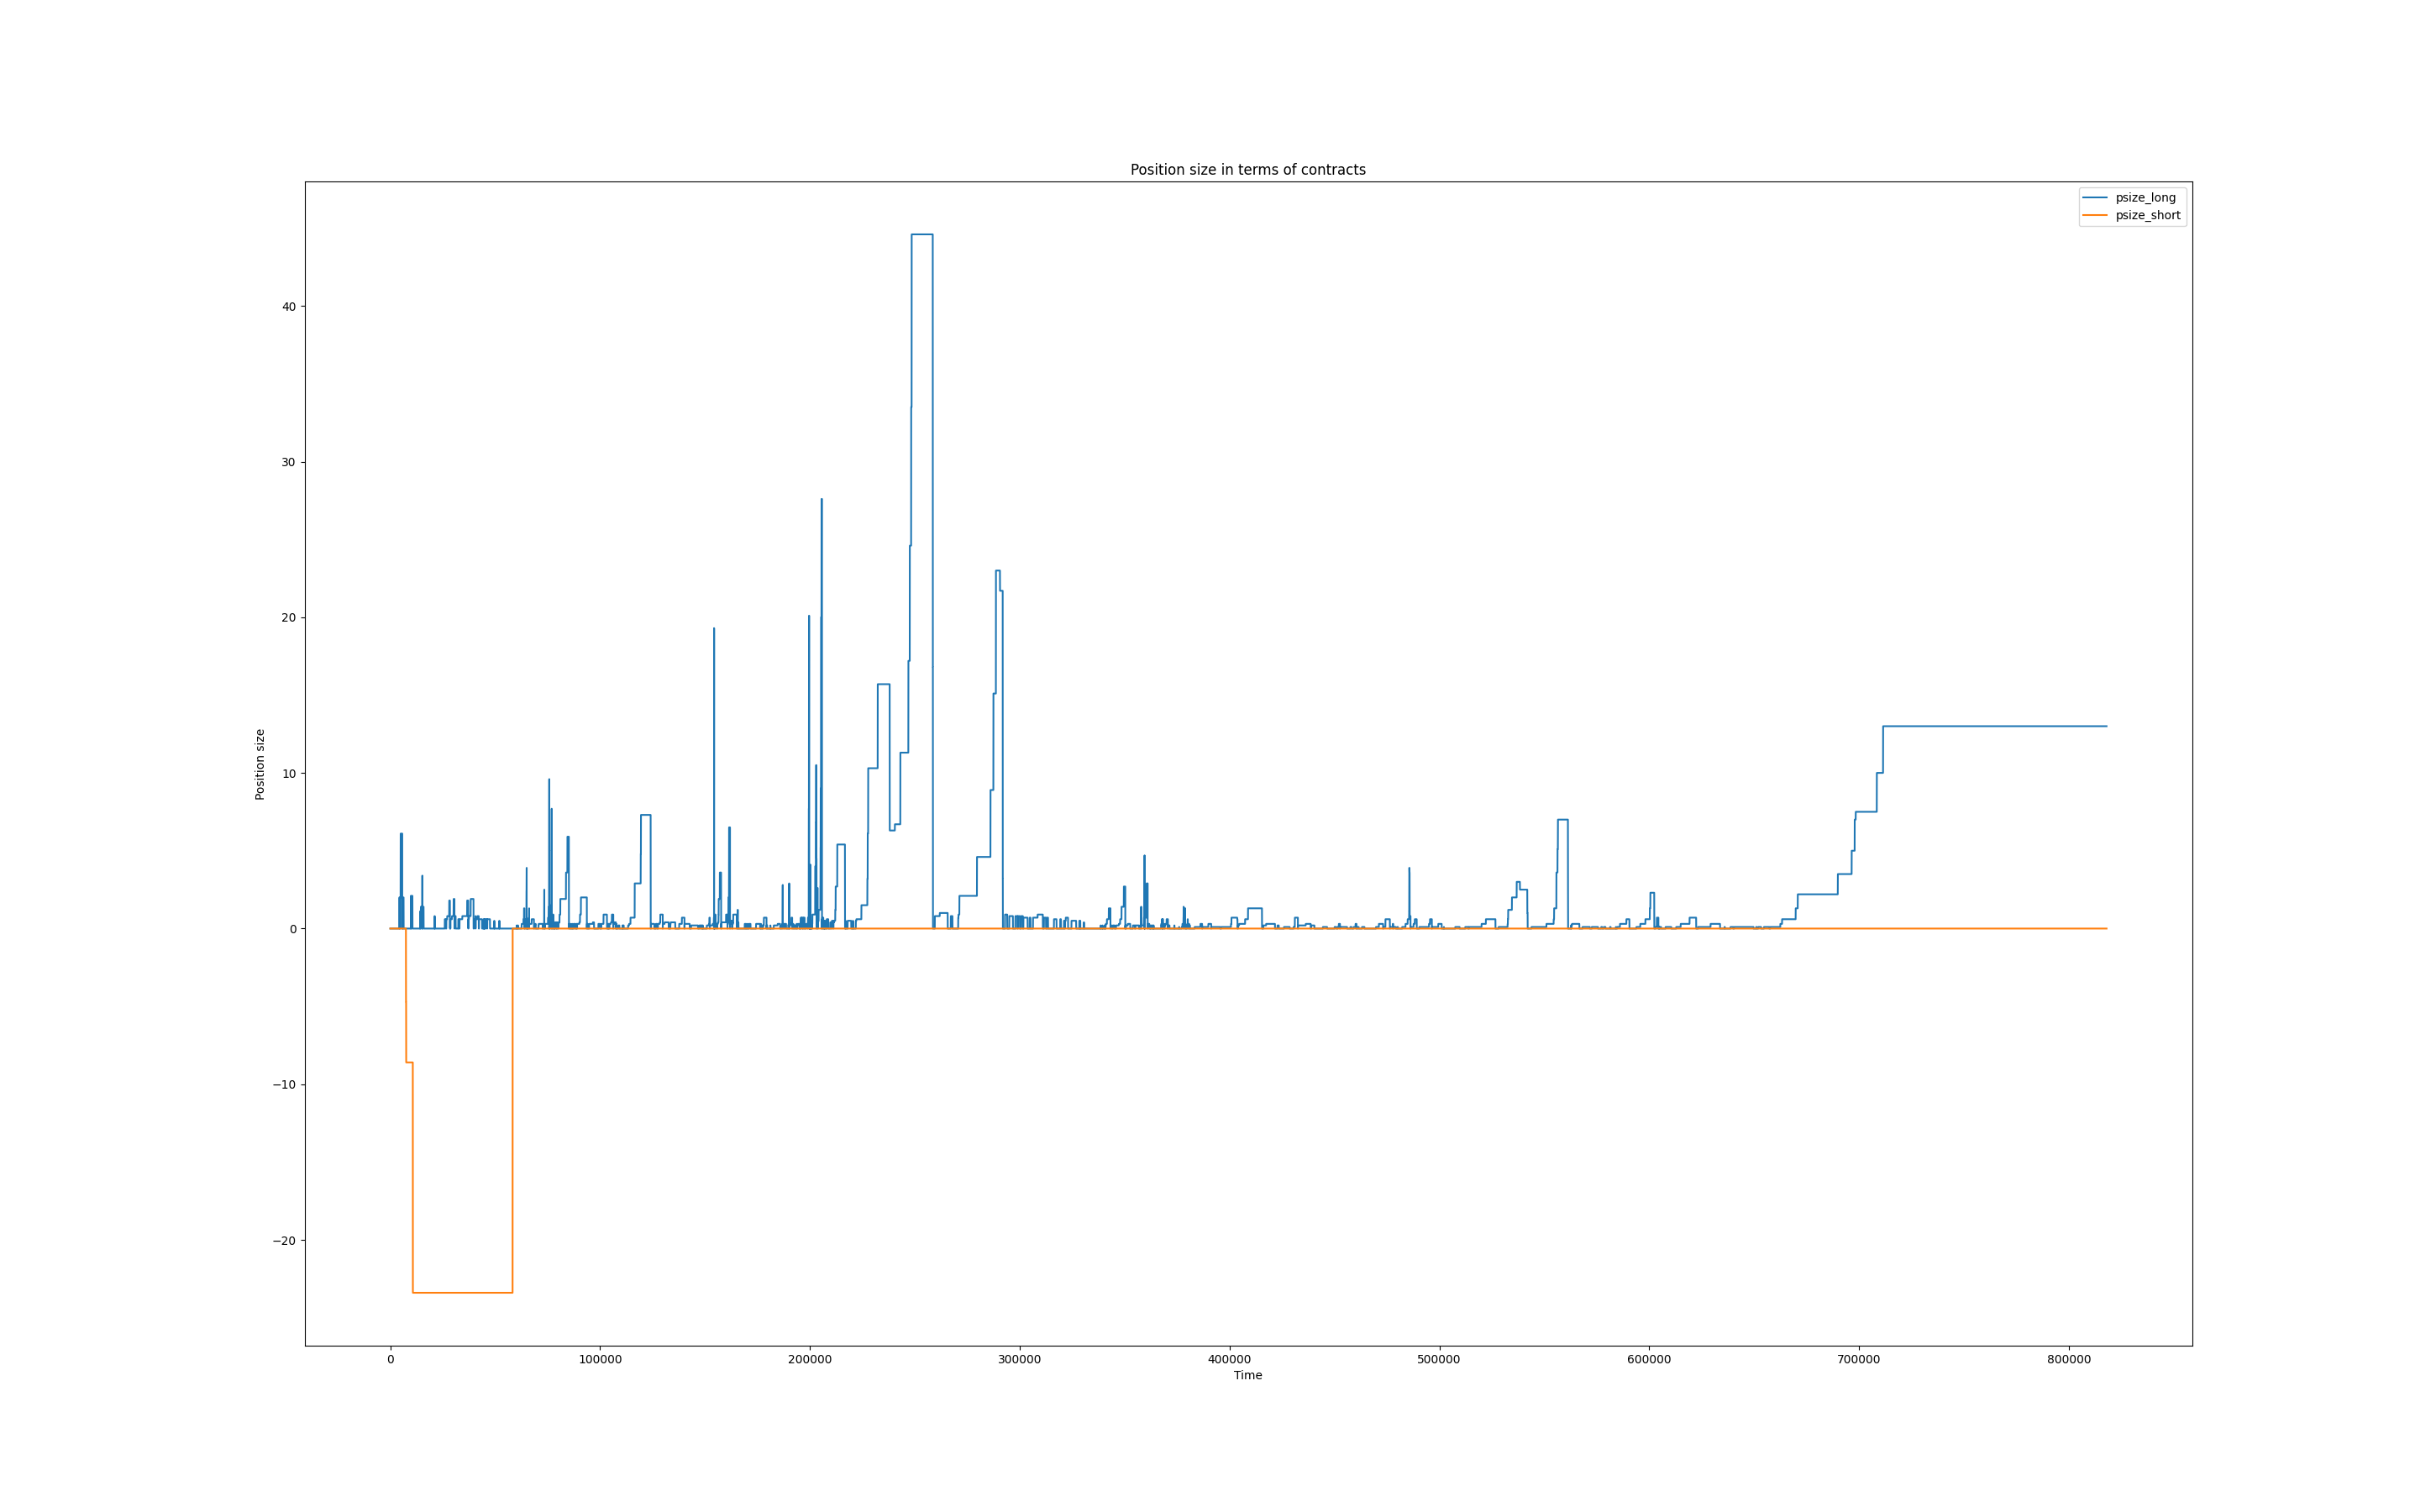 Position size in terms of contracts
psize_long
psize_short
40
30
20
10
0
−10
−20
Position size
0 100000 200000 300000 400000 500000 600000 700000 800000
Time